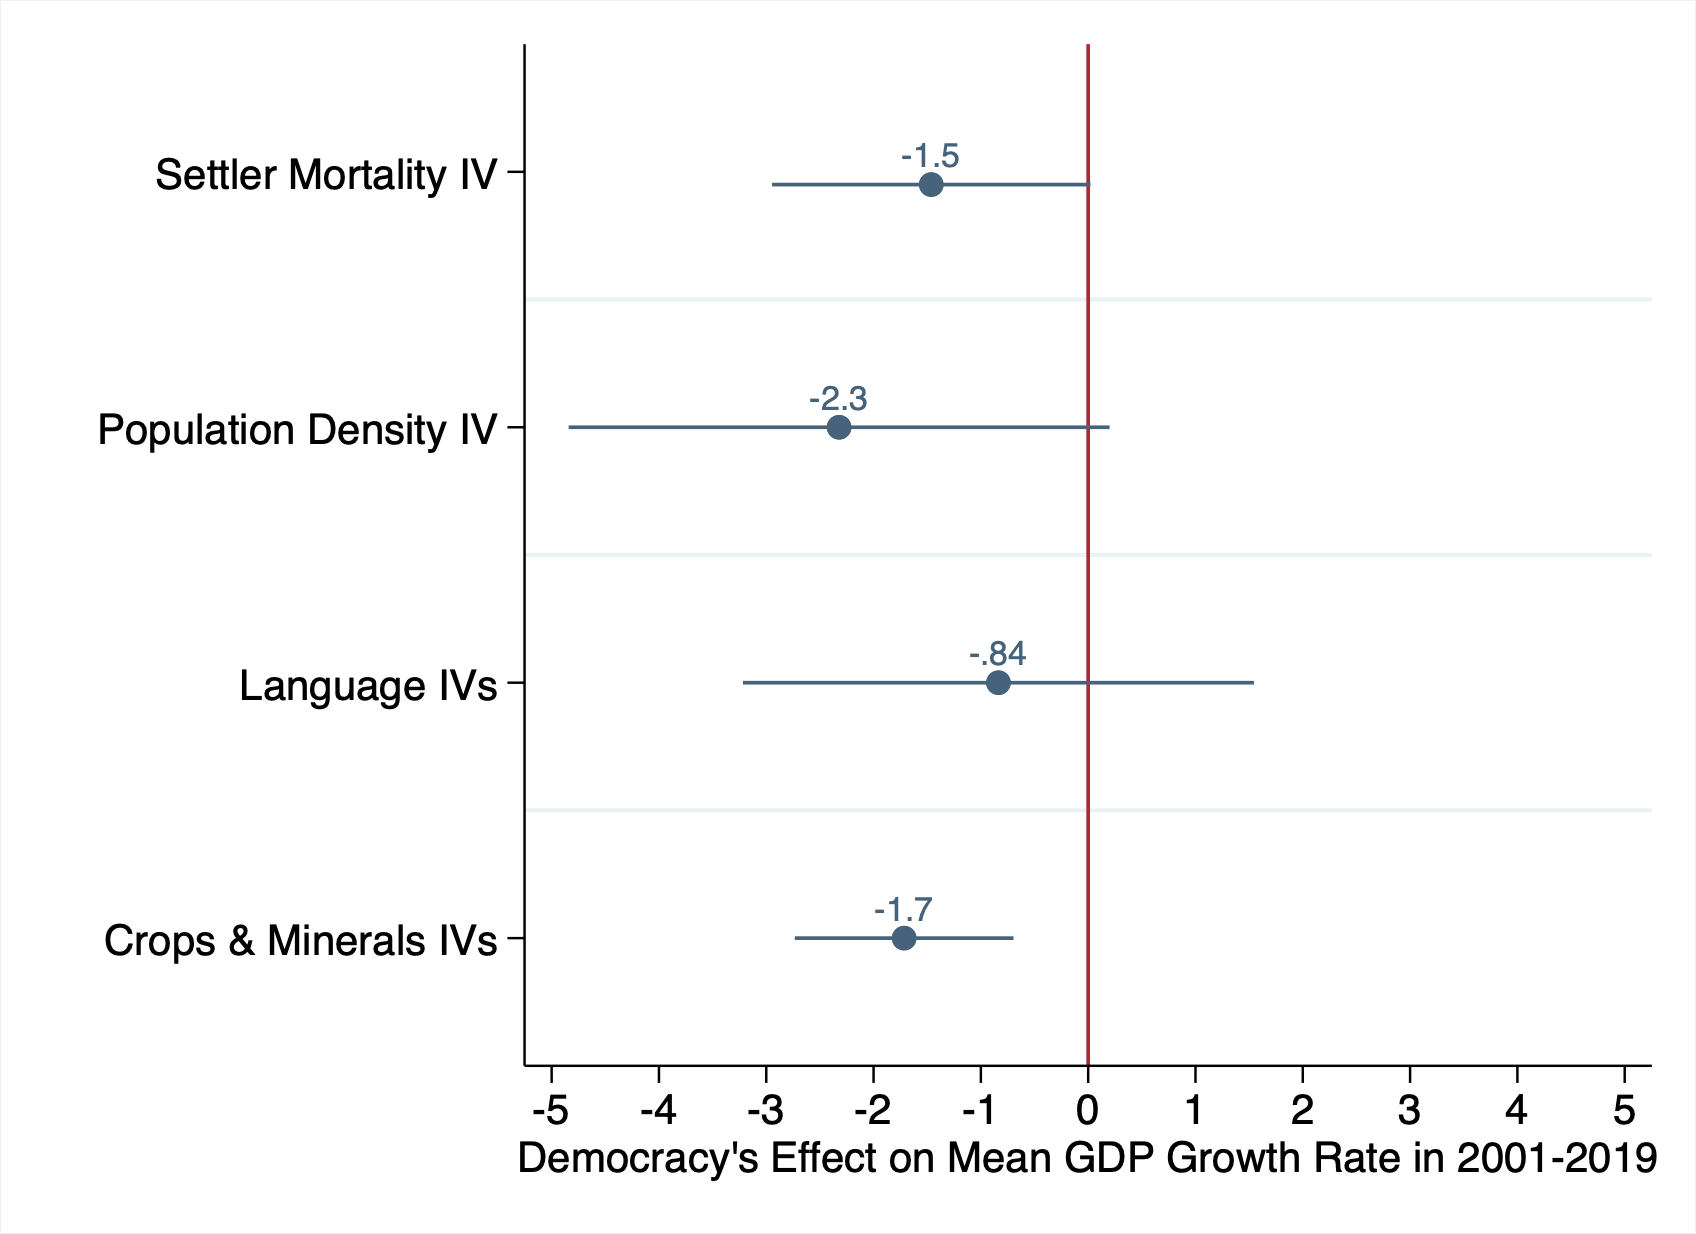 Settler Mortality IV
-1.5
Population Density IV
-2.3
Language IVs
-.84
Crops & Minerals IVs
-1.7
-5 -4 -3 -2 -1 0 1 2 3 4 5
Democracy's Effect on Mean GDP Growth Rate in 2001-2019